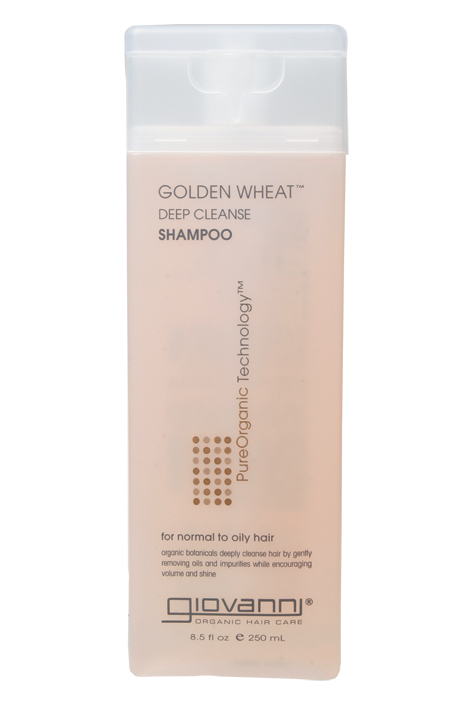 GOLDEN WHEAT™
DEEP CLEANSE
SHAMPOO
PureOrganic Technology™
for normal to oily hair
organic botanicals deeply cleanse hair by gently
removing oils and impurities while encouraging
volume and shine
giovanni®
ORGANIC HAIR CARE
8.5 fl oz ℮ 250 mL